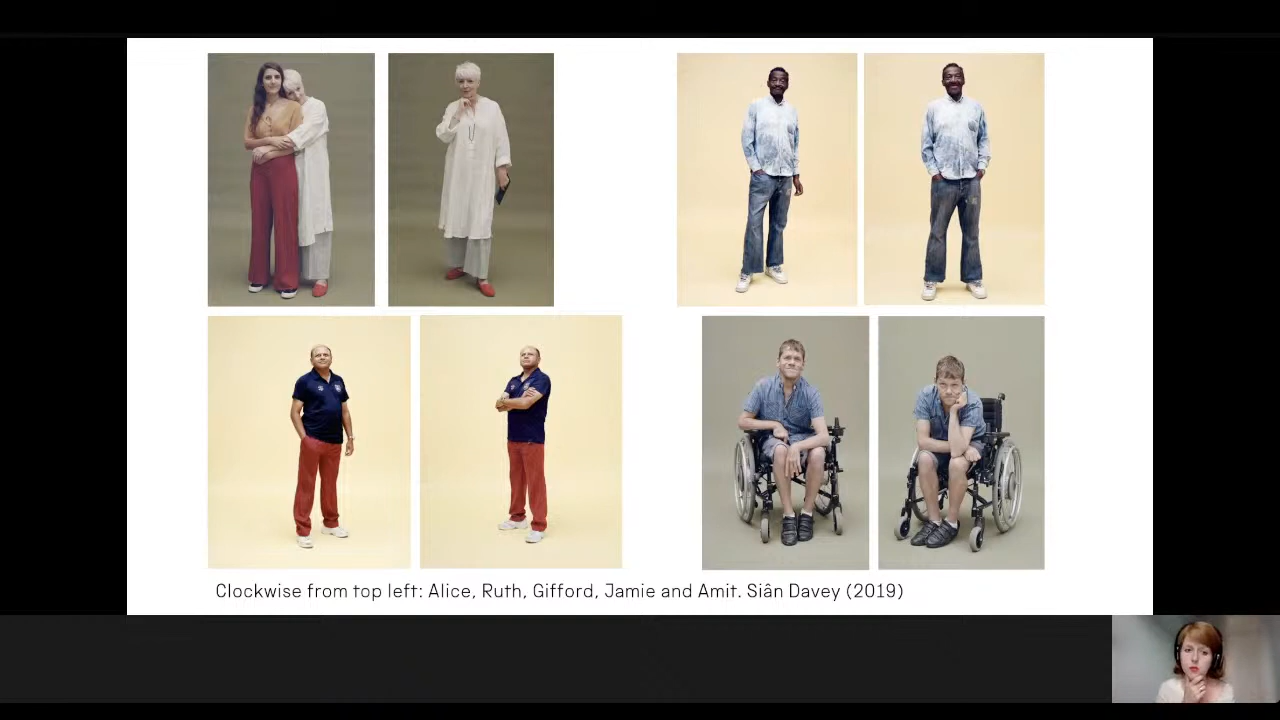 Clockwise from top left: Alice, Ruth, Gifford, Jamie and Amit. Siân Davey (2019)